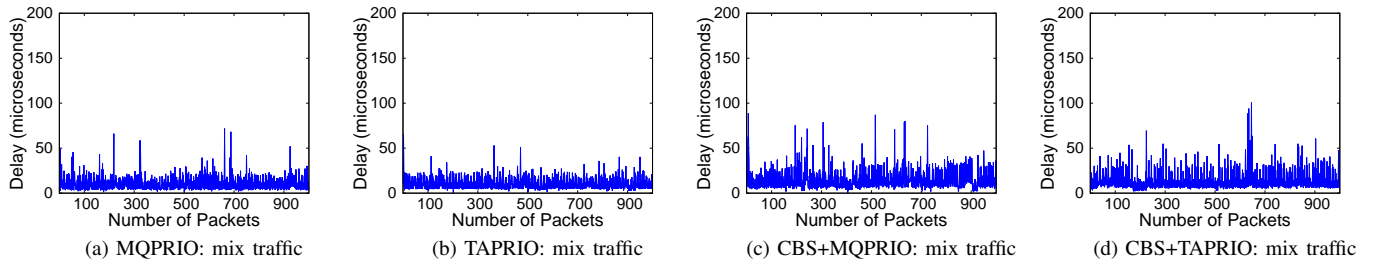 Delay (microseconds)
200
150
100
50
0
100 300 500 700 900
Number of Packets
(a) MQPRIO: mix traffic
Delay (microseconds)
200
150
100
50
0
100 300 500 700 900
Number of Packets
(b) TAPRIO: mix traffic
Delay (microseconds)
200
150
100
50
0
100 300 500 700 900
Number of Packets
(c) CBS+MQPRIO: mix traffic
Delay (microseconds)
200
150
100
50
0
100 300 500 700 900
Number of Packets
(d) CBS+TAPRIO: mix traffic